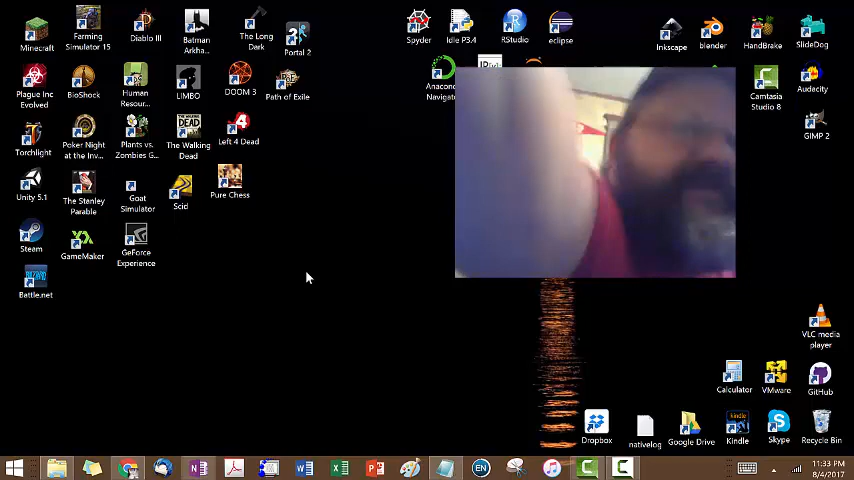 Minecraft
Farming
Simulator 15
Diablo III
Batman
Arkha...
The Long
Dark
Portal 2
Plague Inc
Evolved
BioShock
Human
Resour...
LIMBO
DOOM 3
Path of Exile
Torchlight
Poker Night
at the Inv...
Plants vs.
Zombies G...
The Walking
Dead
Left 4 Dead
Unity 5.1
The Stanley
Parable
Goat
Simulator
Scid
Pure Chess
Steam
GameMaker
GeForce
Experience
Battle.net
Spyder
Idle P3.4
RStudio
eclipse
Anacon
Navigat
Inkscape
blender
HandBrake
SlideDog
Camtasia
Studio 8
Audacity
GIMP 2
VLC media
player
Calculator
VMware
GitHub
Dropbox
nativelog
Google Drive
Kindle
Skype
Recycle Bin
EN
11:33 PM
8/4/2017